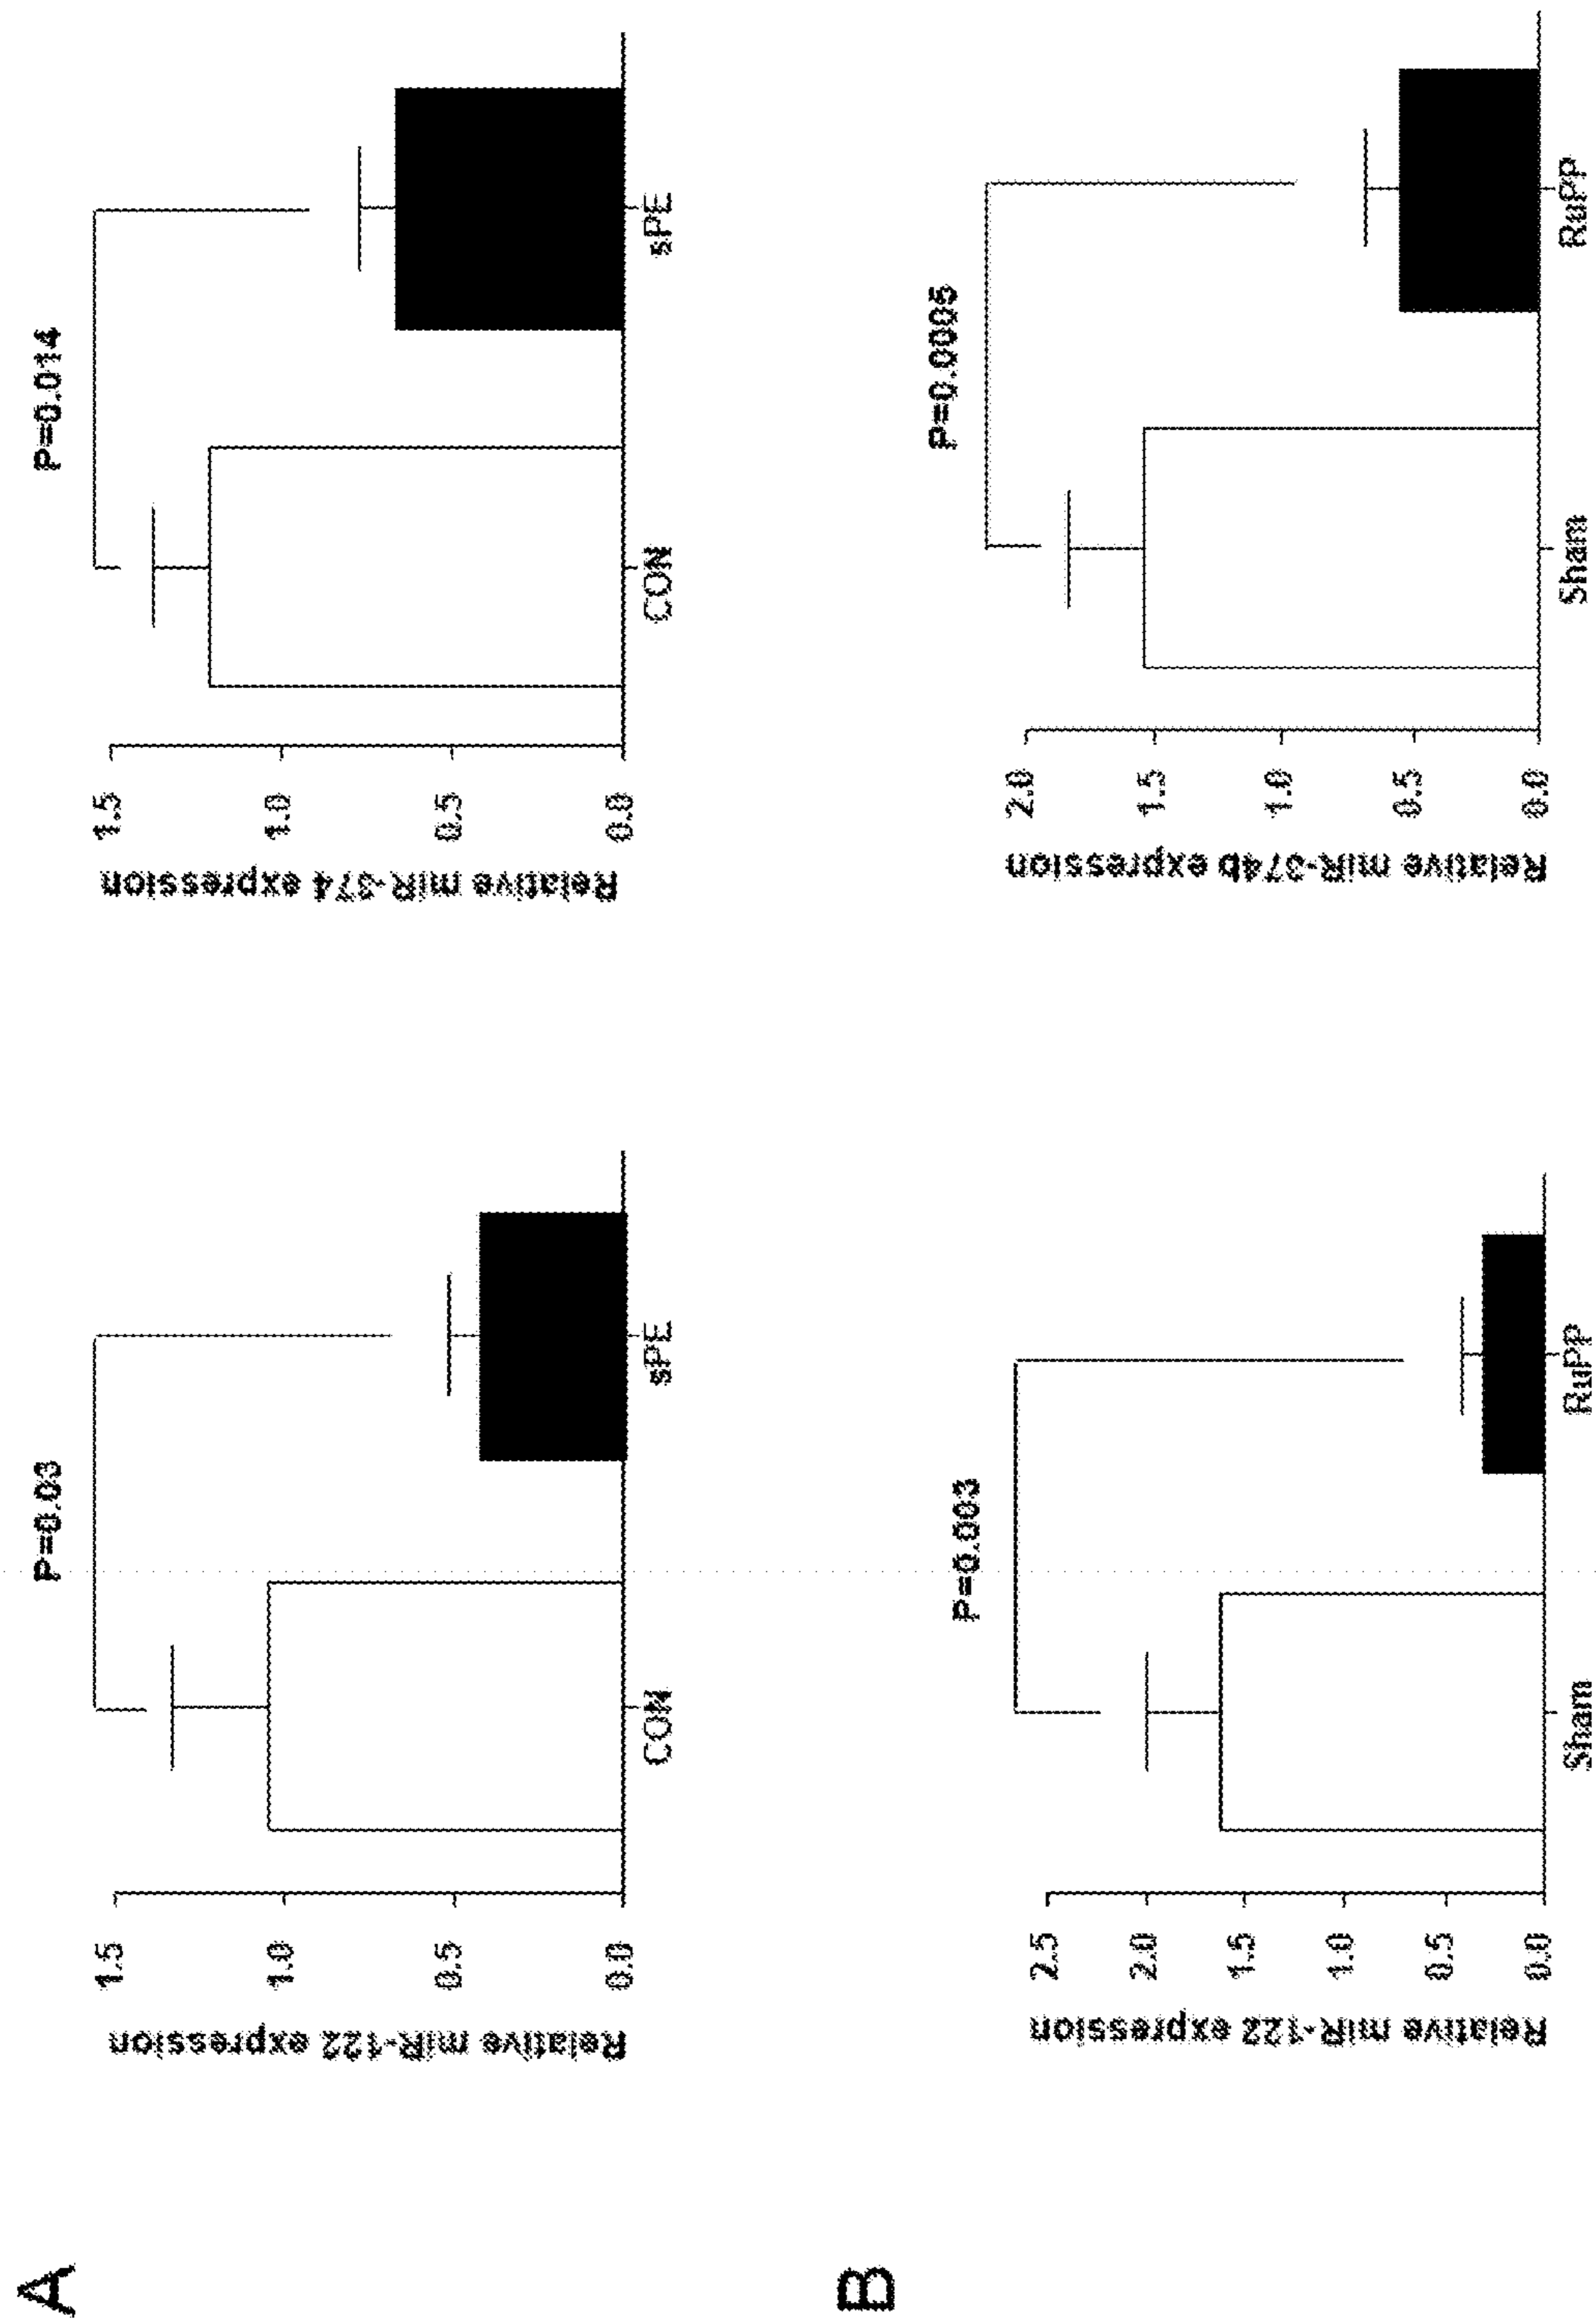 A
P=0.03
Relative miR-122 expression
1.5
1.0
0.5
0.0
CON
sPE
P=0.014
Relative miR-374 expression
1.5
1.0
0.5
0.0
CON
sPE
B
P=0.003
Relative miR-122 expression
2.5
2.0
1.5
1.0
0.5
0.0
Sham
RuPP
P=0.0005
Relative miR-374b expression
2.0
1.5
1.0
0.5
0.0
Sham
RuPP